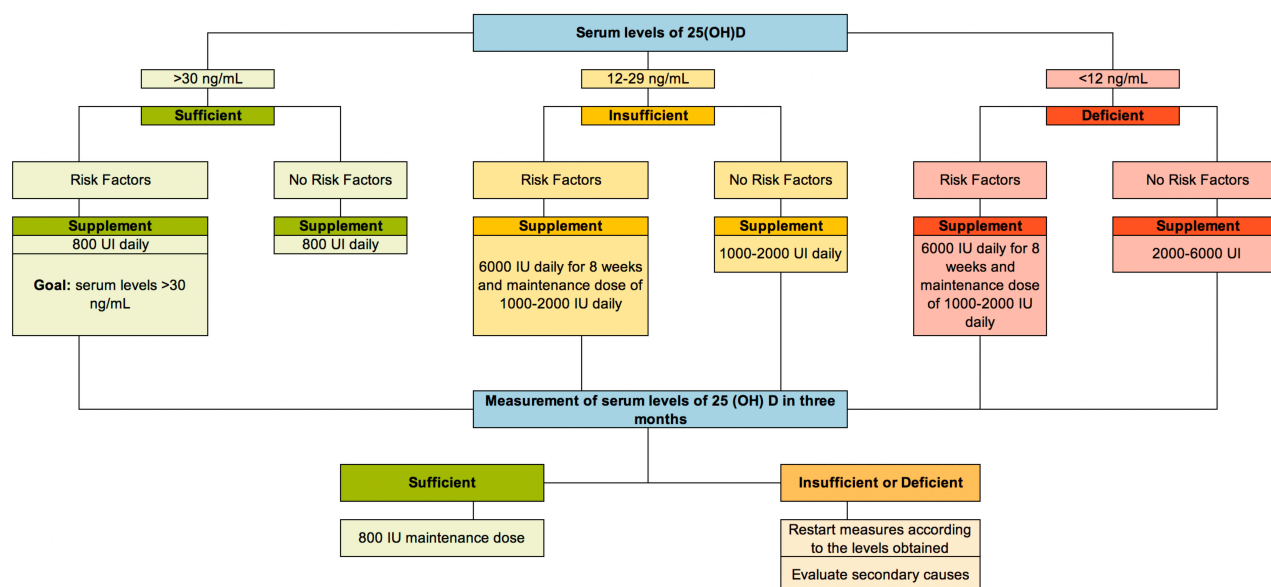 Serum levels of 25(OH)D
>30 ng/mL
12-29 ng/mL
<12 ng/mL
Sufficient
Insufficient
Deficient
Risk Factors
No Risk Factors
Risk Factors
No Risk Factors
Risk Factors
No Risk Factors
Supplement
800 UI daily
Goal: serum levels >30
ng/mL
Supplement
800 UI daily
Supplement
6000 IU daily for 8 weeks
and maintenance dose of
1000-2000 IU daily
Supplement
1000-2000 UI daily
Supplement
6000 IU daily for 8
weeks and
maintenance dose
of 1000-2000 IU
daily
Supplement
2000-6000 UI
Measurement of serum levels of 25 (OH) D in three
months
Sufficient
800 IU maintenance dose
Insufficient or Deficient
Restart measures according
to the levels obtained
Evaluate secondary causes